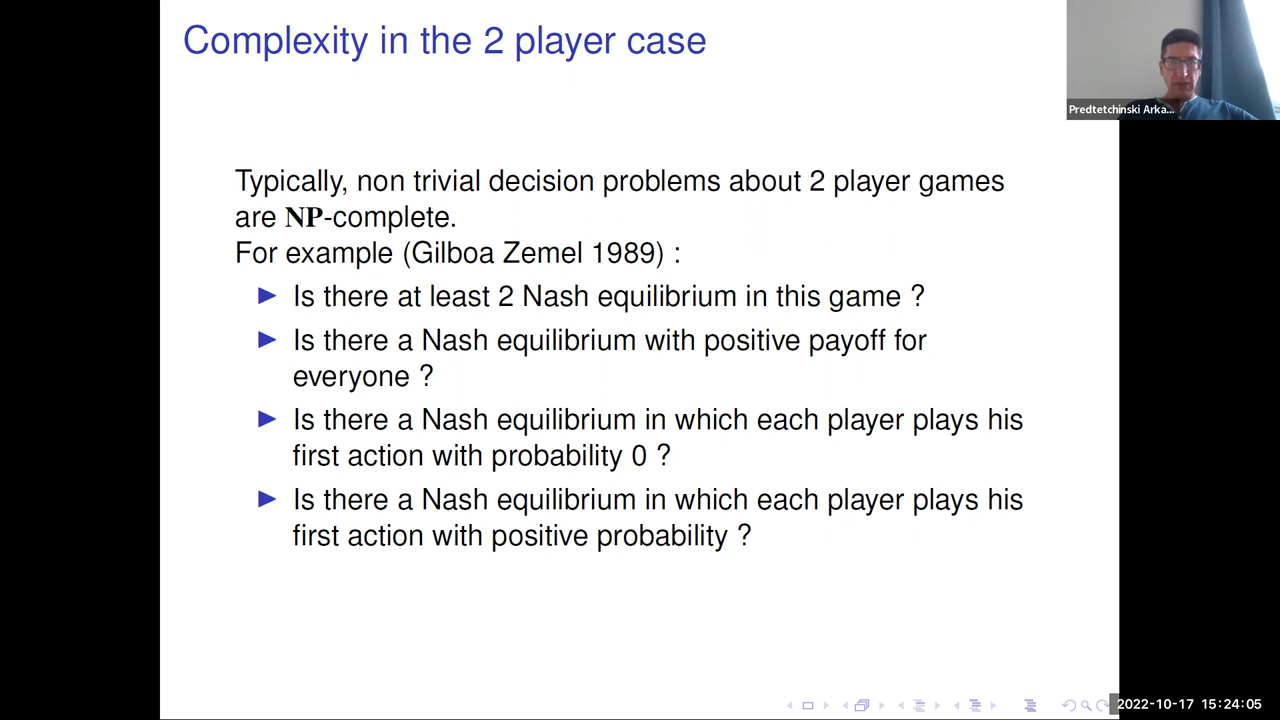 Complexity in the 2 player case
Predtetchinski Arka...
Typically, non trivial decision problems about 2 player games
are NP-complete.
For example (Gilboa Zemel 1989) :
Is there at least 2 Nash equilibrium in this game ?
Is there a Nash equilibrium with positive payoff for
everyone ?
Is there a Nash equilibrium in which each player plays his
first action with probability 0 ?
Is there a Nash equilibrium in which each player plays his
first action with positive probability ?
2022-10-17 15:24:05